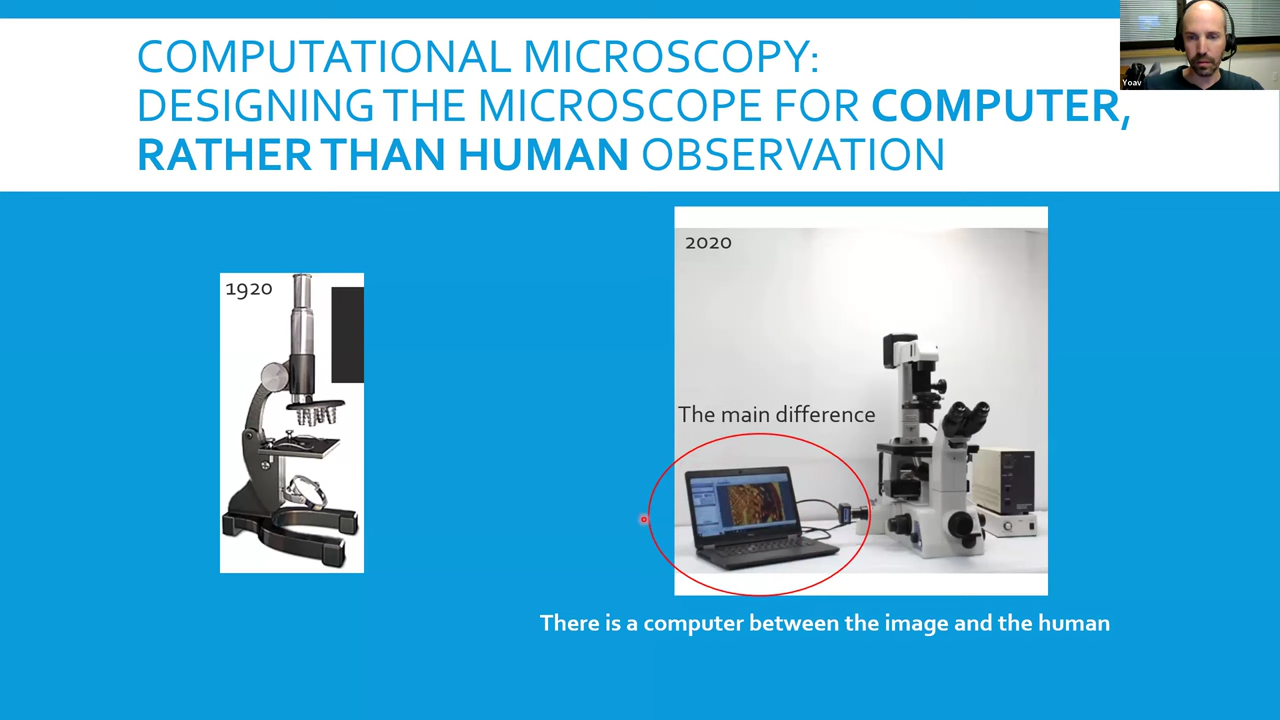 COMPUTATIONAL MICROSCOPY:
DESIGNING THE MICROSCOPE FOR COMPUTER,
RATHER THAN HUMAN OBSERVATION
Yoav
1920
2020
The main difference
There is a computer between the image and the human